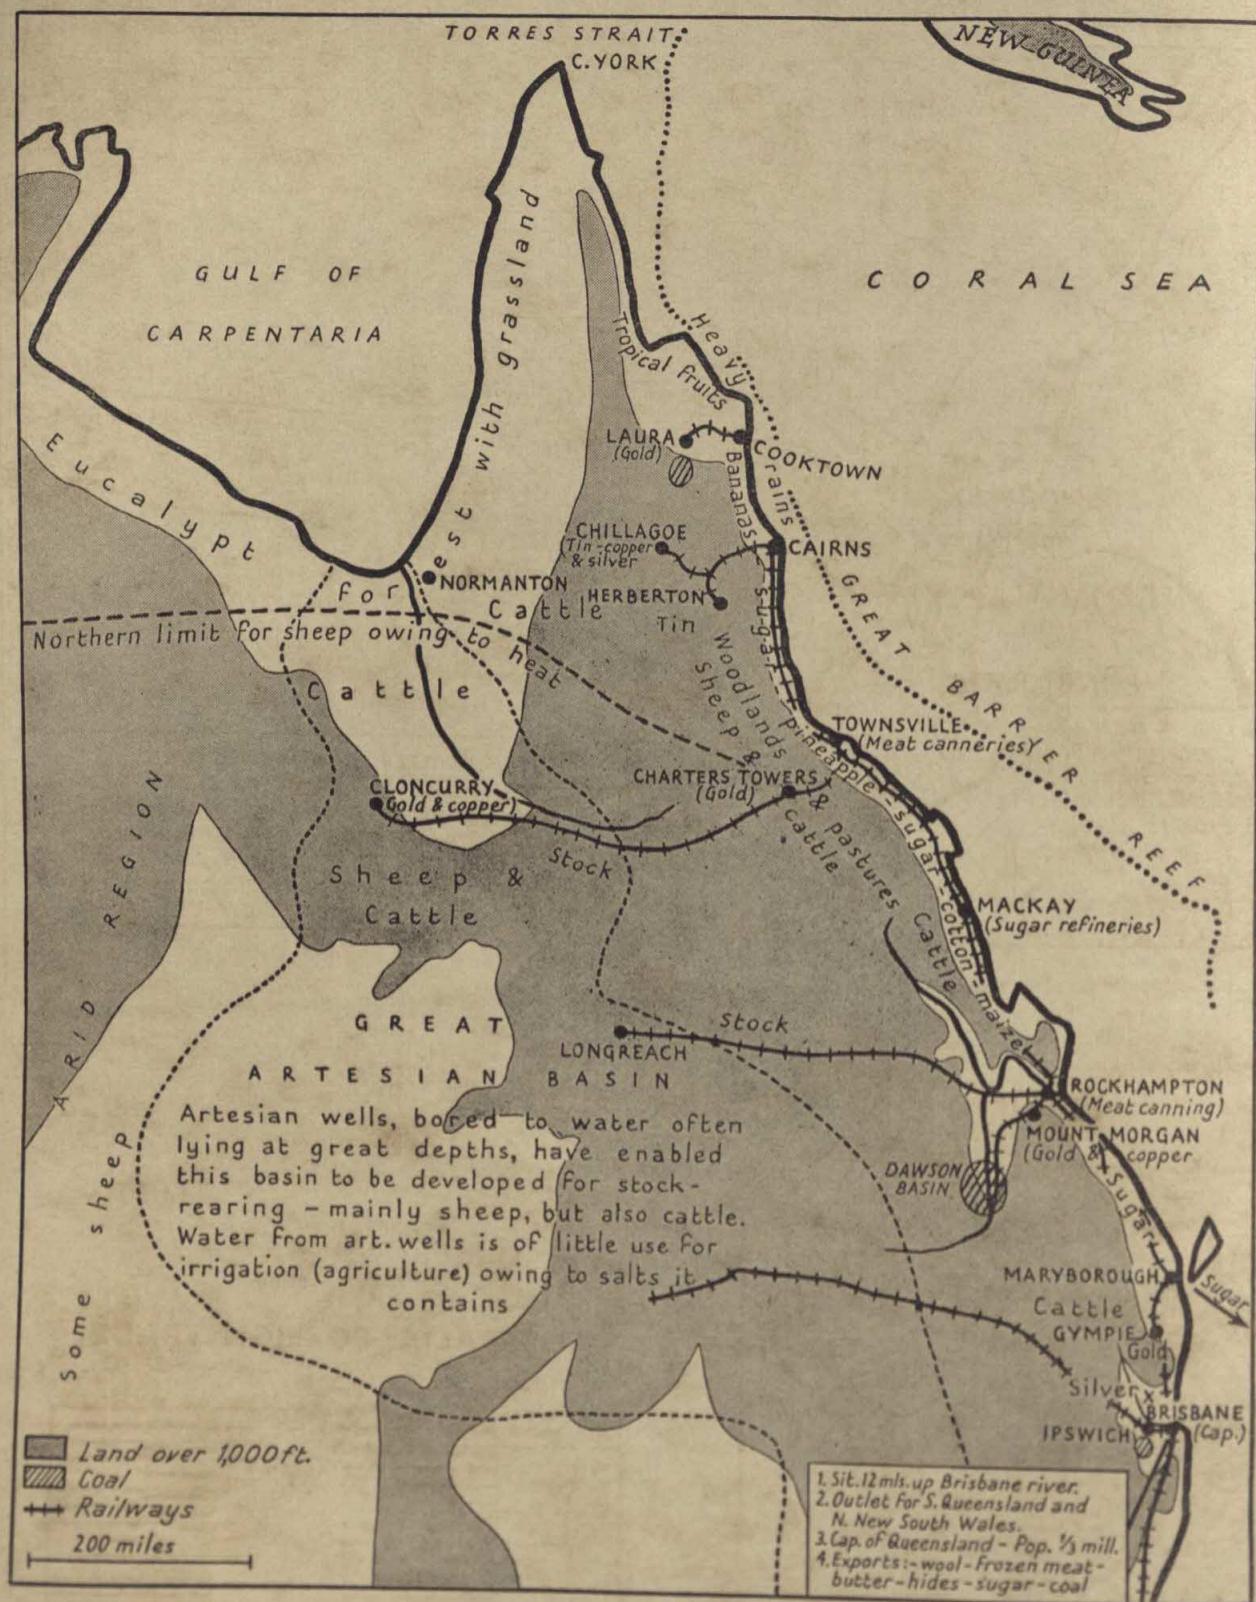 TORRES STRAIT
C.YORK
NEW GUINEA
GULF OF
CARPENTARIA
CORAL SEA
Eucalypt
for
est with grassland
Tropical fruits
Heavy
rains
LAURA
(Gold)
COOKTOWN
Bananas
CHILLAGOE
(Tin-copper
& silver
CAIRNS
HERBERTON
Tin
NORMANTON
Cattle
Northern limit for sheep owing to heat
Cattle
GREAT BARRIER REEF
sugar
Woodlands & pastures
Sheep & cattle
TOWNSVILLE
(Meat canneries)
pineapple-sugar-cotton-maize
CHARTERS TOWERS
(Gold)
CLONCURRY
Gold & copper)
Stock
Sheep &
Cattle
Cattle
MACKAY
(Sugar refineries)
ARID REGION
GREAT
ARTESIAN BASIN
LONGREACH
Stock
ROCKHAMPTON
(Meat canning)
MOUNT MORGAN
(Gold & copper
DAWSON
BASIN
Artesian wells, bored to water often
lying at great depths, have enabled
this basin to be developed for stock-
rearing – mainly sheep, but also cattle.
Water from art. wells is of little use for
irrigation (agriculture) owing to salts it
contains
Some sheep
Sugar
MARYBOROUGH
Sugar
Cattle
GYMPIE
Gold
Silver
BRISBANE
(Cap.)
IPSWICH
Land over 1,000 ft.
Coal
Railways
200 miles
1. Sit. 12 mls. up Brisbane river.
2. Outlet for S. Queensland and
N. New South Wales.
3. Cap. of Queensland – Pop. ⅓ mill.
4. Exports:- wool-frozen meat-
butter-hides-sugar-coal